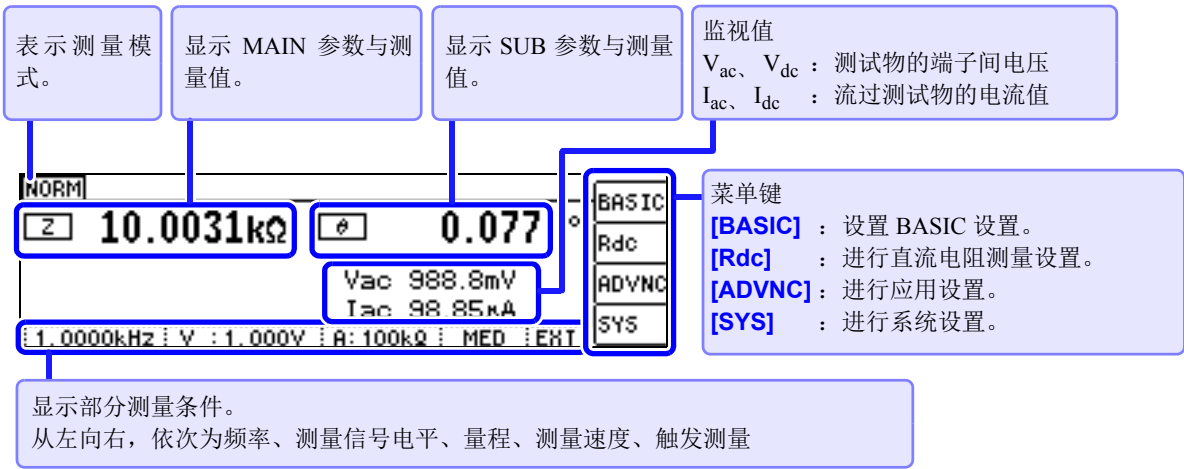 表示测量模
式。
显示 MAIN 参数与测
量值。
显示 SUB 参数与测量
值。
监视值
Vac、 Vdc ： 测试物的端子间电压
Iac、 Idc ： 流过测试物的电流值
NORM
Z 10.0031kΩ θ 0.077 °
Vac 988.8mV
Iac 98.85μA
1.0000kHz V :1.000V A:100kΩ MED EXT
BASIC
Rdc
ADVNC
SYS
菜单键
[BASIC] ： 设置 BASIC 设置。
[Rdc] ： 进行直流电阻测量设置。
[ADVNC] ： 进行应用设置。
[SYS] ： 进行系统设置。
显示部分测量条件。
从左向右，依次为频率、测量信号电平、量程、测量速度、触发测量